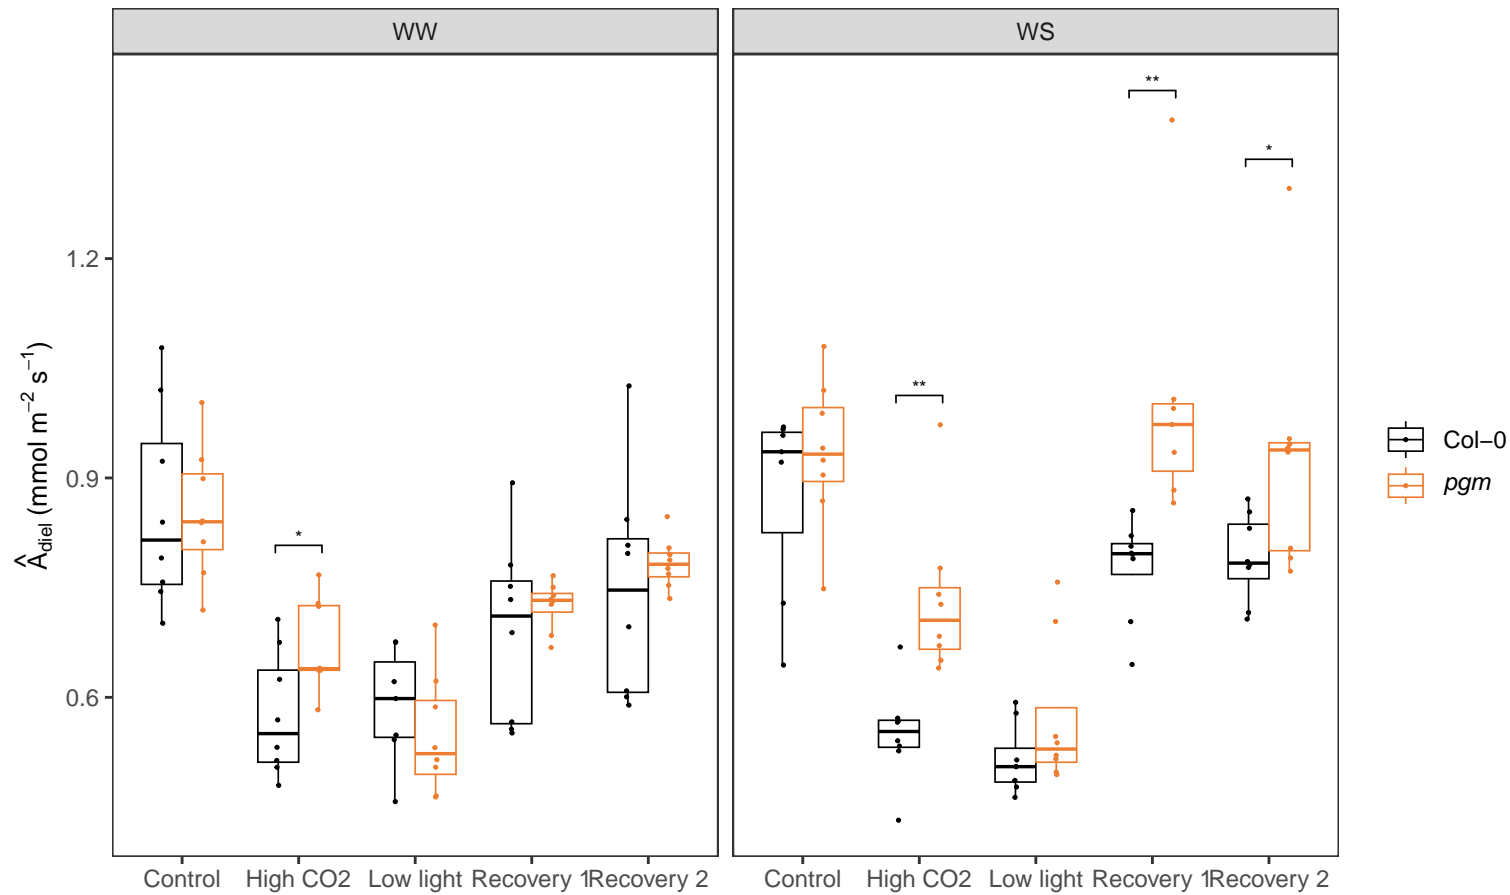 WW
WS
**
*
1.2
**
Col−0
0.9
pgm
*
Âdiel (mmol m−2 s−1)
0.6
Control High CO2 Low light Recovery 1 Recovery 2
Control High CO2 Low light Recovery 1 Recovery 2